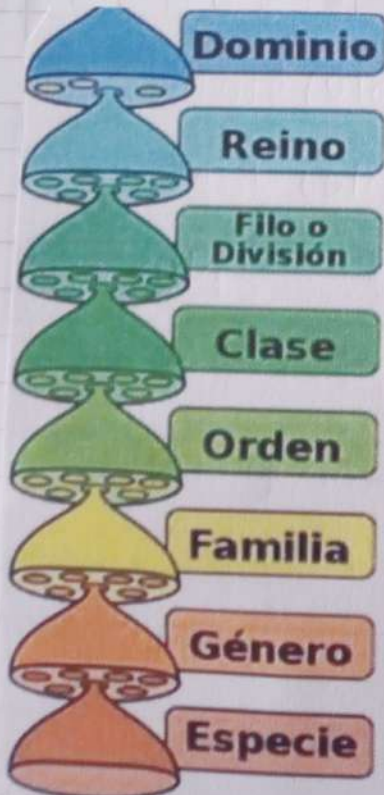 Dominio
Reino
Filo o
División
Clase
Orden
Familia
Género
Especie